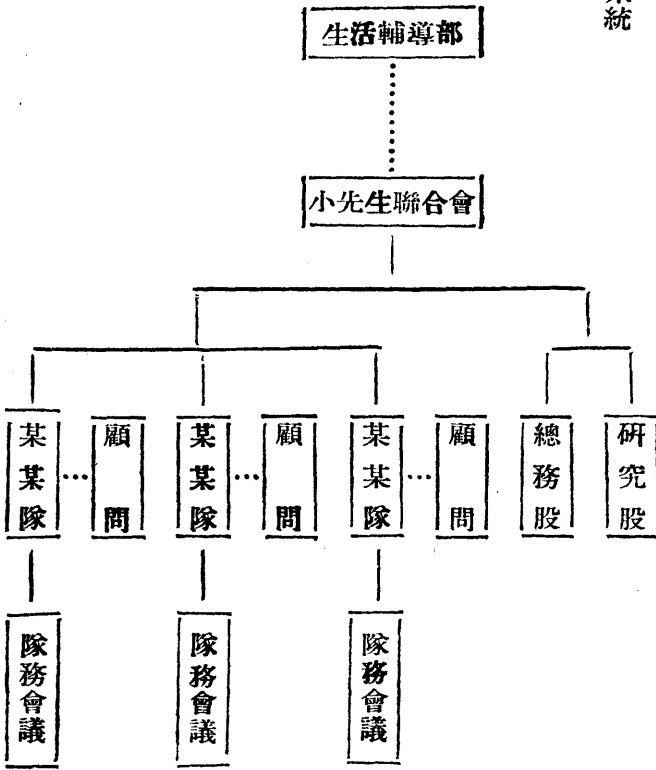 系統
生活輔導部
小先生聯合會
研究股
總務股
顧問
某某隊
顧問
某某隊
顧問
某某隊
隊務會議
隊務會議
隊務會議